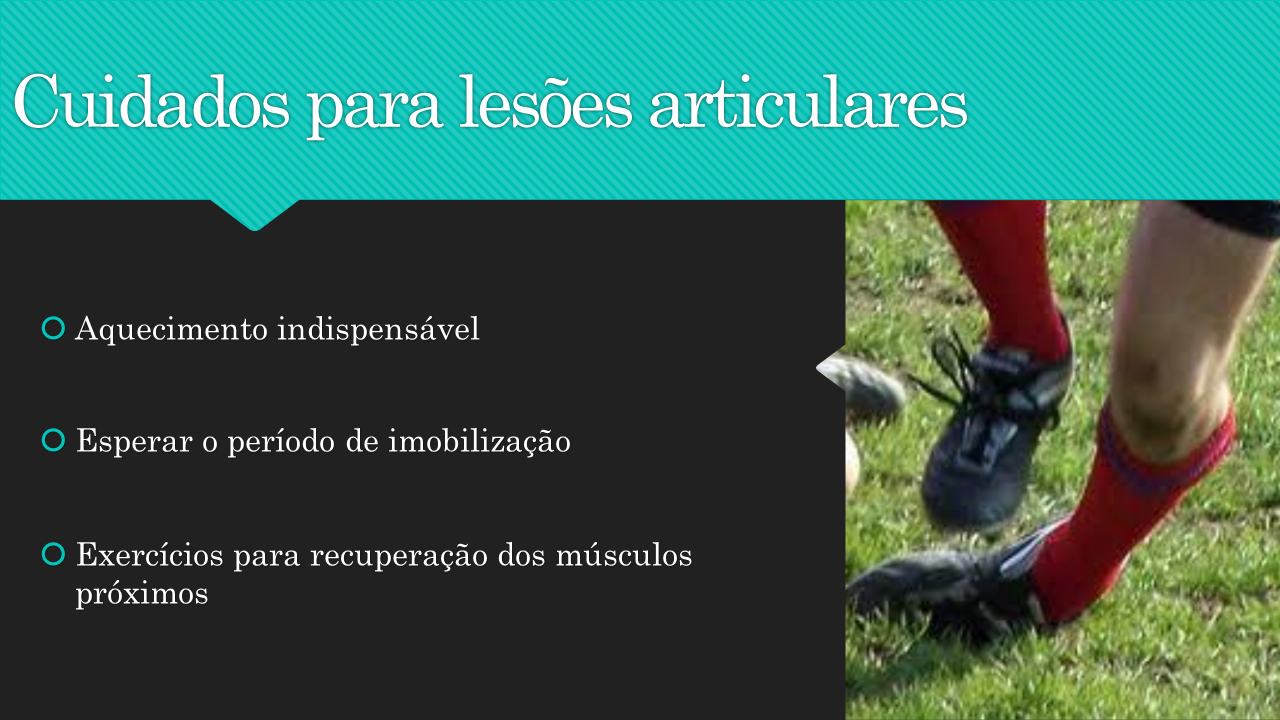 Cuidados para lesões articulares
Aquecimento indispensável
Esperar o período de imobilização
Exercícios para recuperação dos músculos
próximos